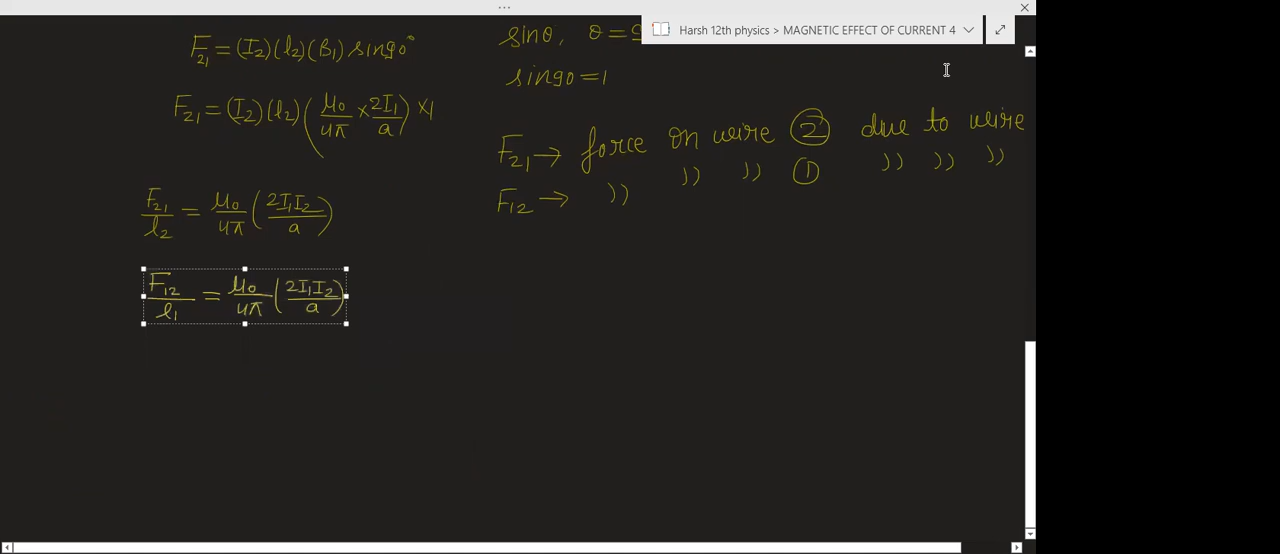 Harsh 12th physics > MAGNETIC EFFECT OF CURRENT 4
F₂₁ = (I₂)(l₂)(B₁) sin90°
F₂₁ = (I₂)(l₂)(μ₀/4π × 2I₁/a) × 1
F₂₁/l₂ = μ₀/4π (2I₁I₂/a)
F₁₂/l₁ = μ₀/4π (2I₁I₂/a)
sinθ, θ =
sin90 = 1
F₂₁ → force on wire ② due to wire
F₁₂ → )) )) )) ① )) )) ))